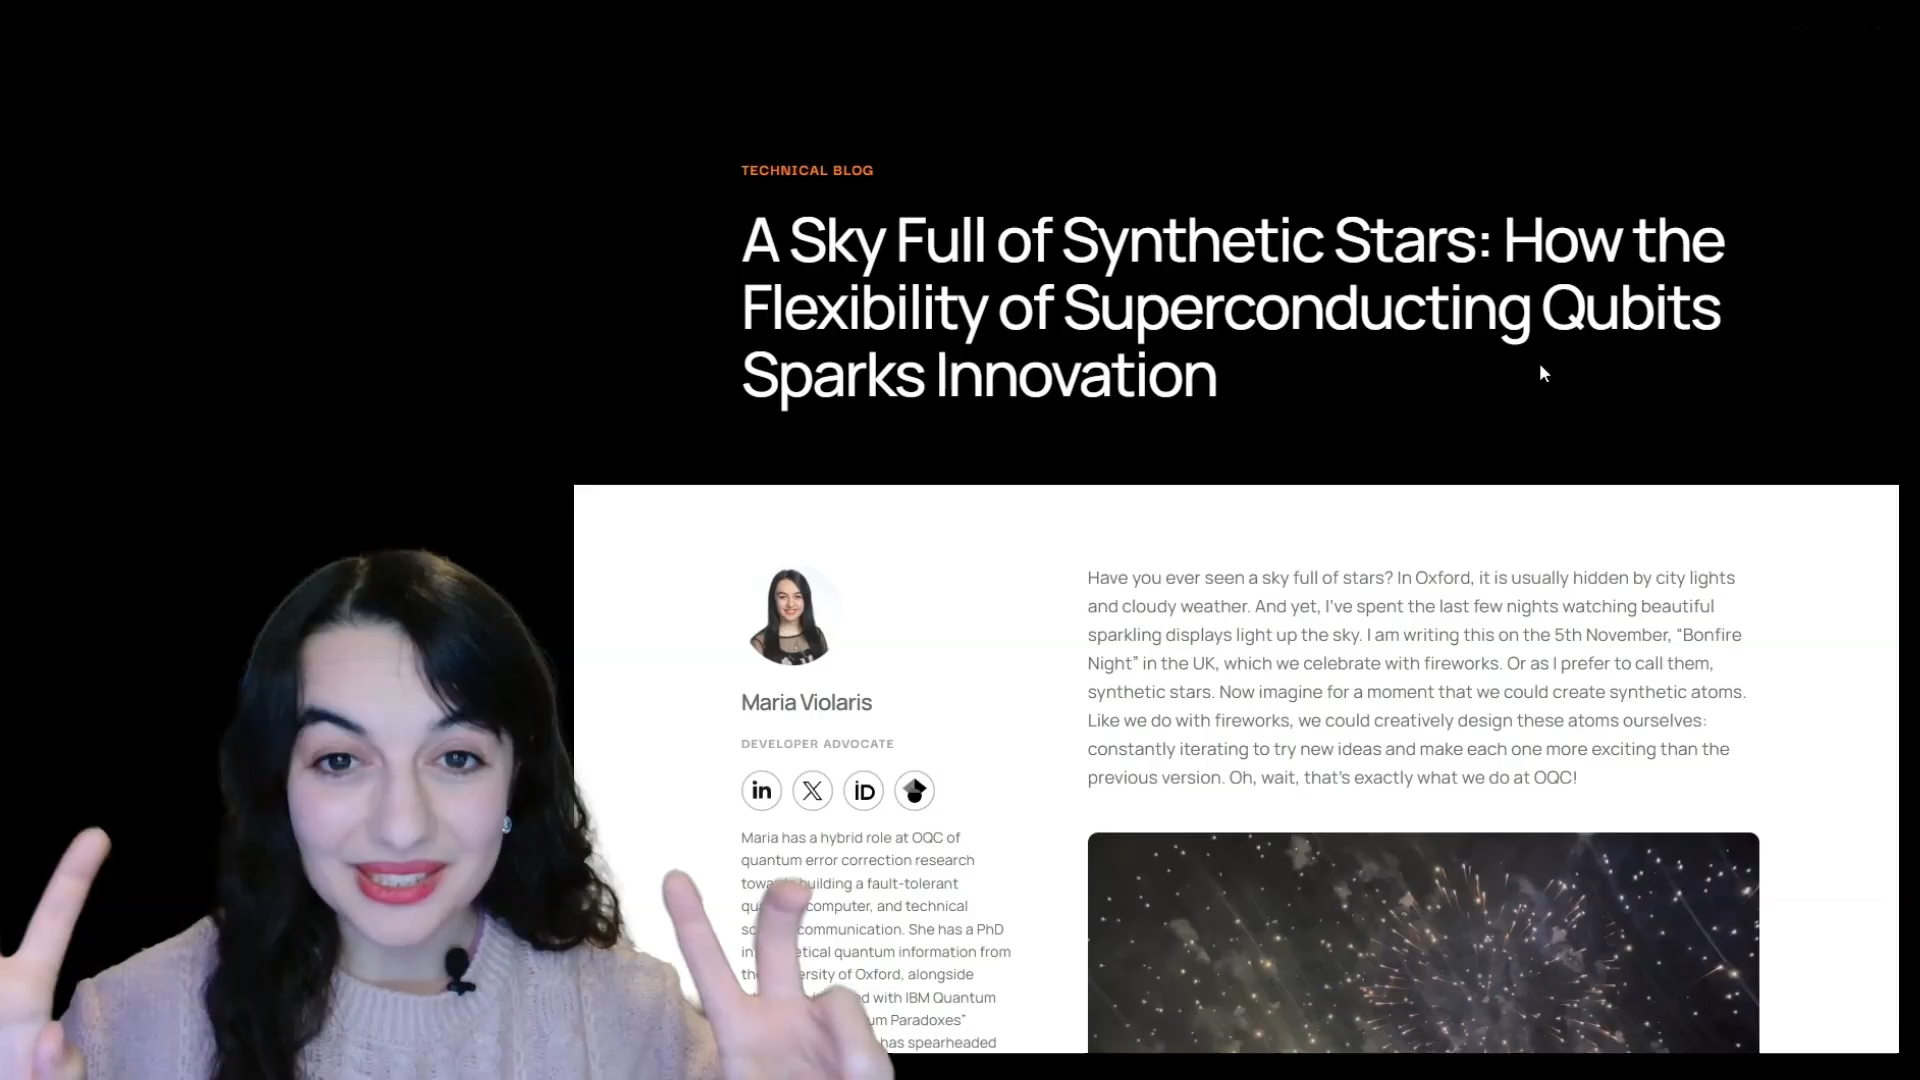 TECHNICAL BLOG
A Sky Full of Synthetic Stars: How the
Flexibility of Superconducting Qubits
Sparks Innovation
Maria Violaris
DEVELOPER ADVOCATE
in X iD
Maria has a hybrid role at OQC of
quantum error correction research
building a fault-tolerant
computer, and technical
communication. She has a PhD
quantum information from
of Oxford, alongside
with IBM Quantum
Paradoxes”
has spearheaded
Have you ever seen a sky full of stars? In Oxford, it is usually hidden by city lights
and cloudy weather. And yet, I’ve spent the last few nights watching beautiful
sparkling displays light up the sky. I am writing this on the 5th November, “Bonfire
Night” in the UK, which we celebrate with fireworks. Or as I prefer to call them,
synthetic stars. Now imagine for a moment that we could create synthetic atoms.
Like we do with fireworks, we could creatively design these atoms ourselves:
constantly iterating to try new ideas and make each one more exciting than the
previous version. Oh, wait, that’s exactly what we do at OQC!